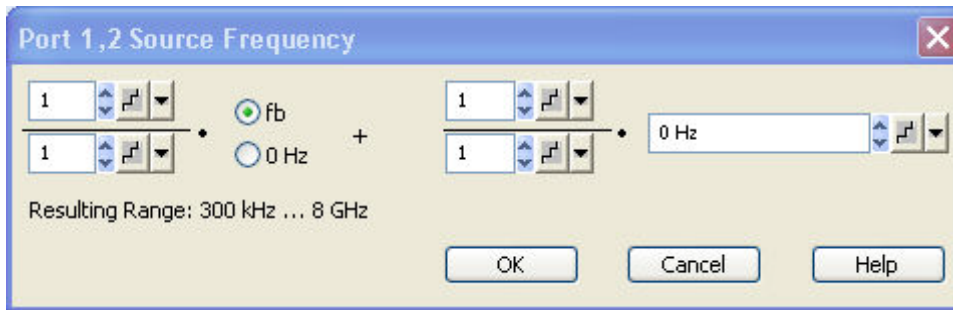 Port 1,2 Source Frequency
1 fb 1
+ 0 Hz
1 0 Hz 1
Resulting Range: 300 kHz ... 8 GHz
OK Cancel Help